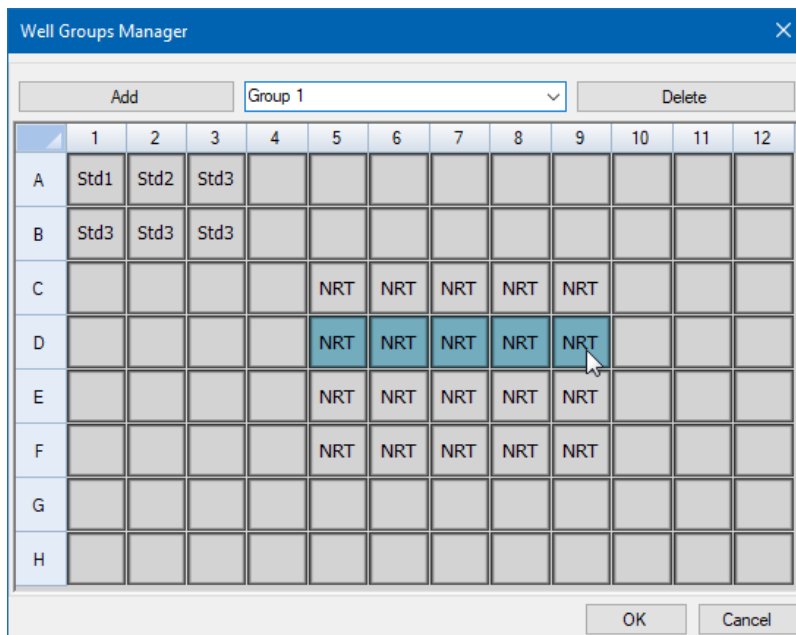 Well Groups Manager
Add Group 1 Delete
1 2 3 4 5 6 7 8 9 10 11 12
A Std1 Std2 Std3
B Std3 Std3 Std3
C NRT NRT NRT NRT NRT
D NRT NRT NRT NRT NRT
E NRT NRT NRT NRT NRT
F NRT NRT NRT NRT NRT
G
H
OK Cancel